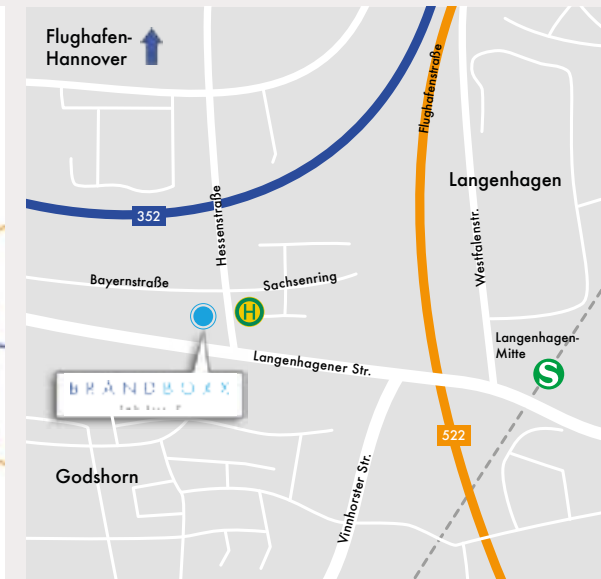 Flughafen-
Hannover
Flughafenstraße
Langenhagen
352
Hessenstraße
Westfalenstr.
Bayernstraße
Sachsenring
H
Langenhagen-
Mitte
S
Langenhagener Str.
BRANDBOXX
522
Godshorn
Vinnhorster Str.